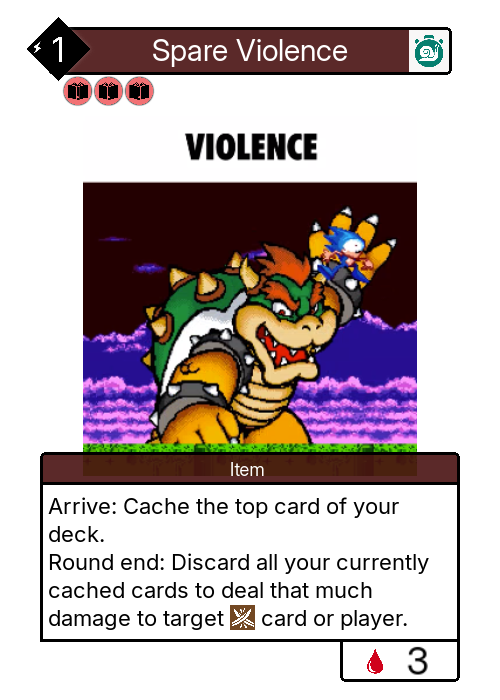 1
Spare Violence
VIOLENCE
Item
Arrive: Cache the top card of your
deck.
Round end: Discard all your currently
cached cards to deal that much
damage to target card or player.
3